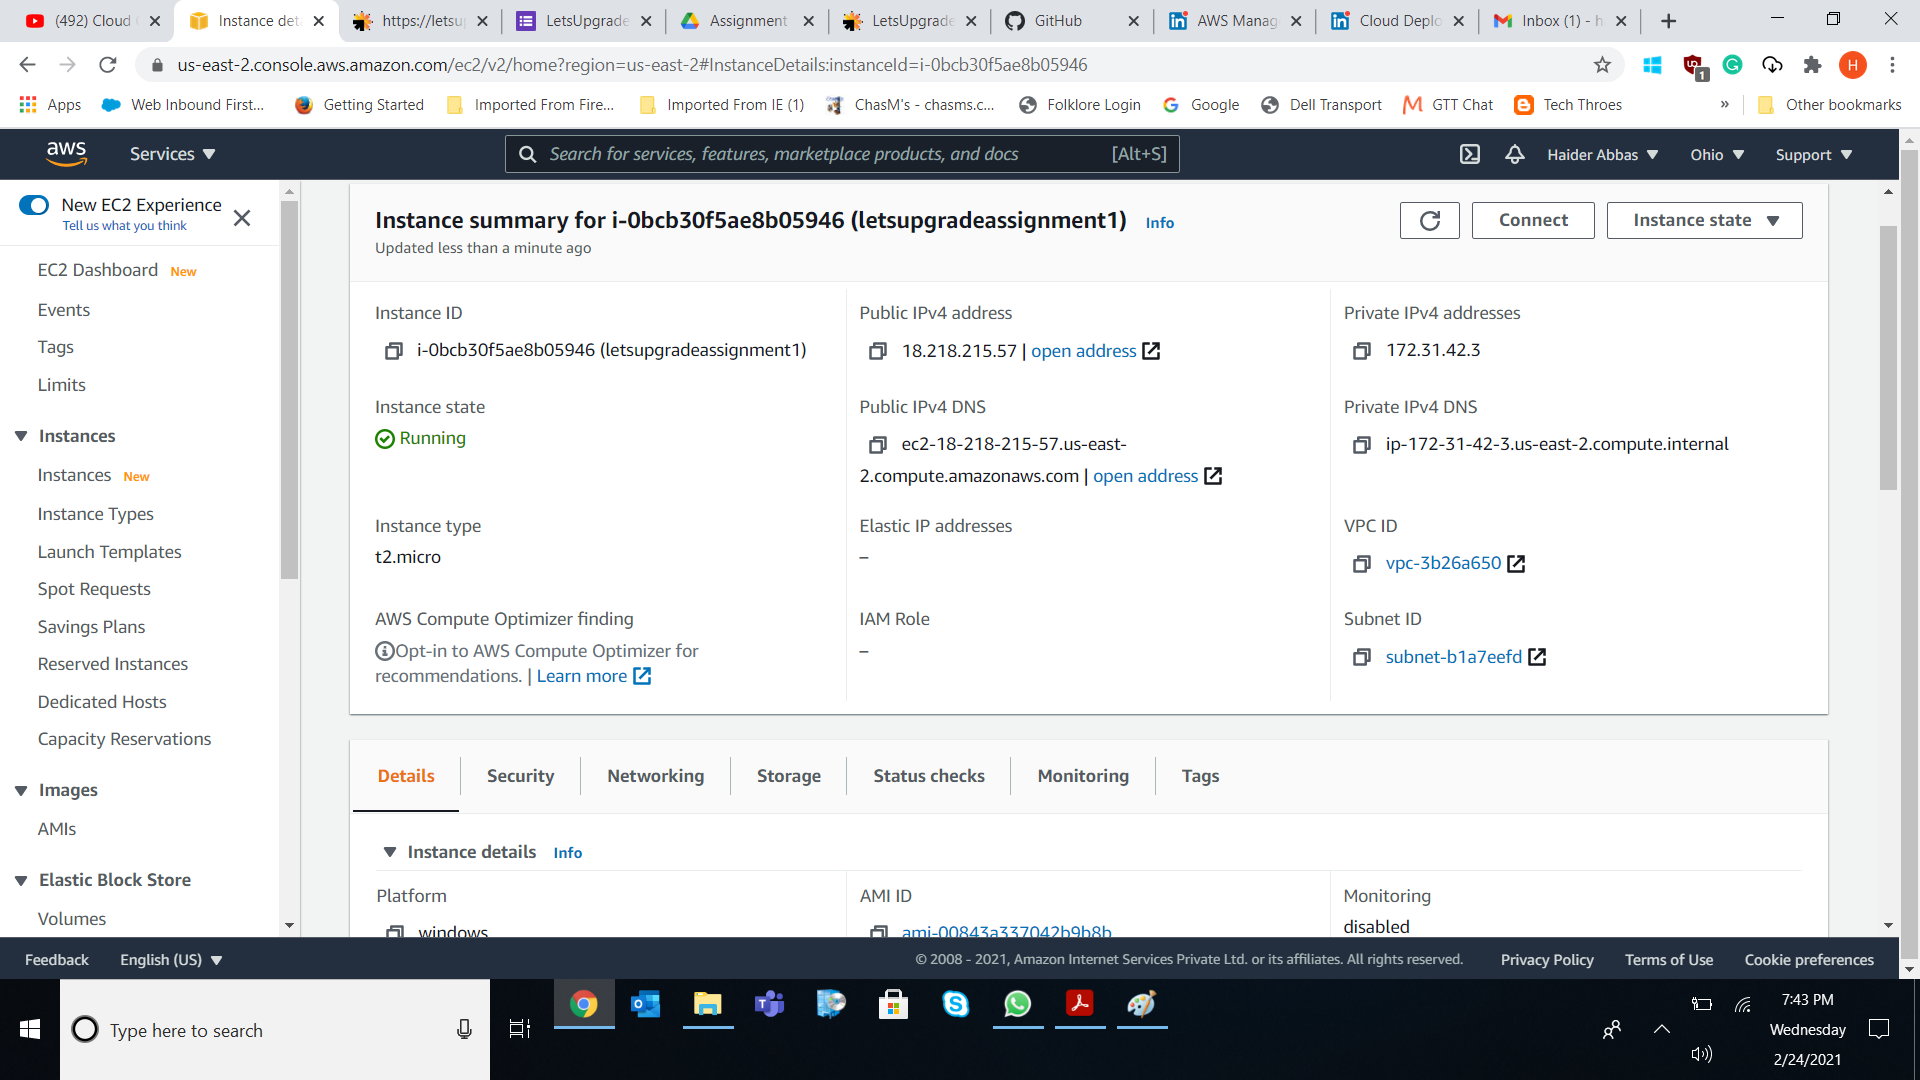 (492) Cloud
Instance det
https://letsu
LetsUpgrade
Assignment
LetsUpgrade
GitHub
AWS Manag
Cloud Deplo
Inbox (1) - h
us-east-2.console.aws.amazon.com/ec2/v2/home?region=us-east-2#InstanceDetails:instanceId=i-0bcb30f5ae8b05946
1
H
Apps
Web Inbound First...
Getting Started
Imported From Fire...
Imported From IE (1)
ChasM's - chasms.c...
Folklore Login
Google
Dell Transport
GTT Chat
Tech Throes
»
Other bookmarks
aws
Services
Search for services, features, marketplace products, and docs
[Alt+S]
Haider Abbas
Ohio
Support
New EC2 Experience
Tell us what you think
EC2 Dashboard New
Events
Tags
Limits
Instances
Instances New
Instance Types
Launch Templates
Spot Requests
Savings Plans
Reserved Instances
Dedicated Hosts
Capacity Reservations
Images
AMIs
Elastic Block Store
Volumes
Instance summary for i-0bcb30f5ae8b05946 (letsupgradeassignment1) Info
Updated less than a minute ago
Connect
Instance state
Instance ID
i-0bcb30f5ae8b05946 (letsupgradeassignment1)
Public IPv4 address
18.218.215.57 | open address
Private IPv4 addresses
172.31.42.3
Instance state
Running
Public IPv4 DNS
ec2-18-218-215-57.us-east-
2.compute.amazonaws.com | open address
Private IPv4 DNS
ip-172-31-42-3.us-east-2.compute.internal
Instance type
t2.micro
Elastic IP addresses
–
VPC ID
vpc-3b26a650
AWS Compute Optimizer finding
Opt-in to AWS Compute Optimizer for
recommendations. | Learn more
IAM Role
–
Subnet ID
subnet-b1a7eefd
Details
Security
Networking
Storage
Status checks
Monitoring
Tags
Instance details Info
Platform
windows
AMI ID
ami-00843a337042b9b8b
Monitoring
disabled
Feedback
English (US)
© 2008 - 2021, Amazon Internet Services Private Ltd. or its affiliates. All rights reserved.
Privacy Policy
Terms of Use
Cookie preferences
Type here to search
7:43 PM
Wednesday
2/24/2021